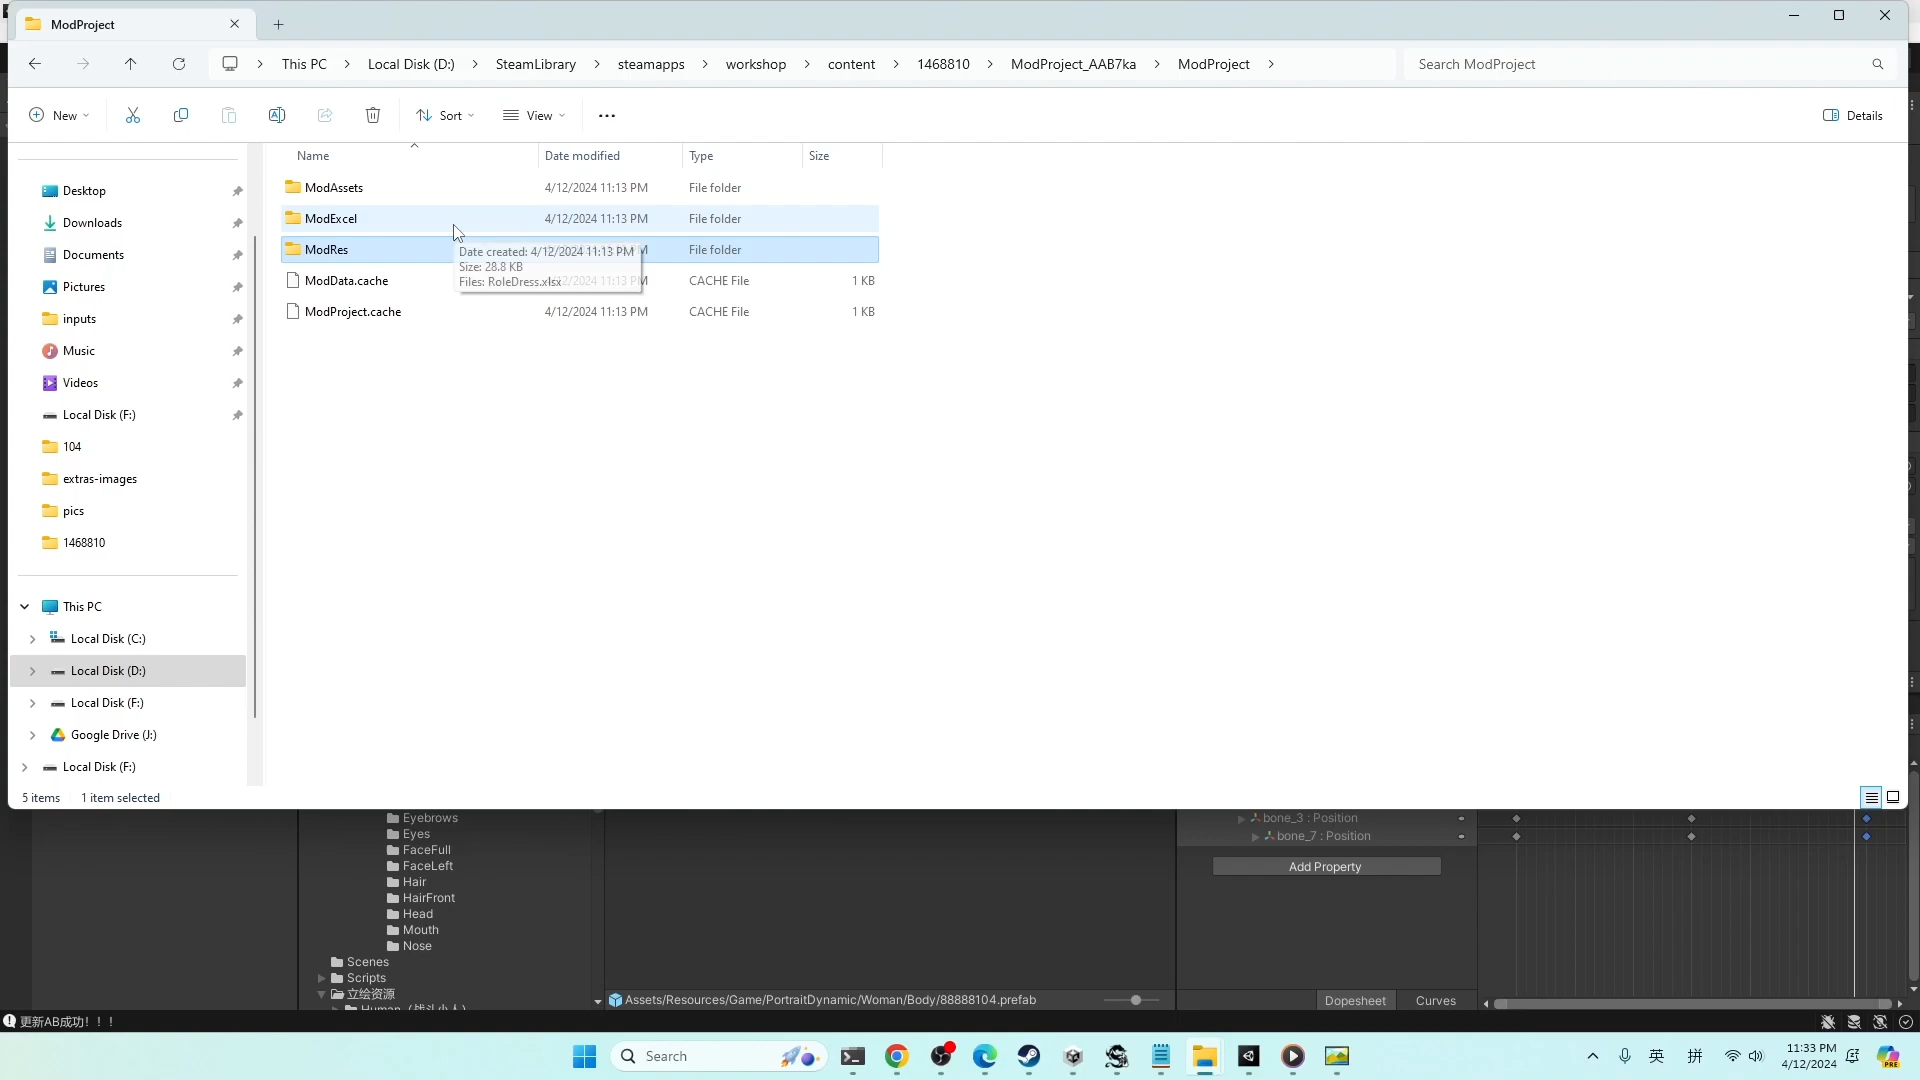 ModProject
This PC
Local Disk (D:)
SteamLibrary
steamapps
workshop
content
1468810
ModProject_AAB7ka
ModProject
Search ModProject
New
Sort
View
Details
Name
Date modified
Type
Size
ModAssets 4/12/2024 11:13 PM File folder
ModExcel 4/12/2024 11:13 PM File folder
ModRes File folder
ModData.cache CACHE File 1 KB
ModProject.cache 4/12/2024 11:13 PM CACHE File 1 KB
Date created: 4/12/2024 11:13 PM
Size: 28.8 KB
Files: RoleDress.xlsx
Desktop
Downloads
Documents
Pictures
inputs
Music
Videos
Local Disk (F:)
104
extras-images
pics
1468810
This PC
Local Disk (C:)
Local Disk (D:)
Local Disk (F:)
Google Drive (J:)
Local Disk (F:)
5 items
1 item selected
Eyebrows
Eyes
FaceFull
FaceLeft
Hair
HairFront
Head
Mouth
Nose
Scenes
Scripts
立绘资源
bone_3 : Position
bone_7 : Position
Add Property
Assets/Resources/Game/PortraitDynamic/Woman/Body/88888104.prefab
Dopesheet
Curves
更新AB成功！！！
Search
英
拼
11:33 PM
4/12/2024
PRE